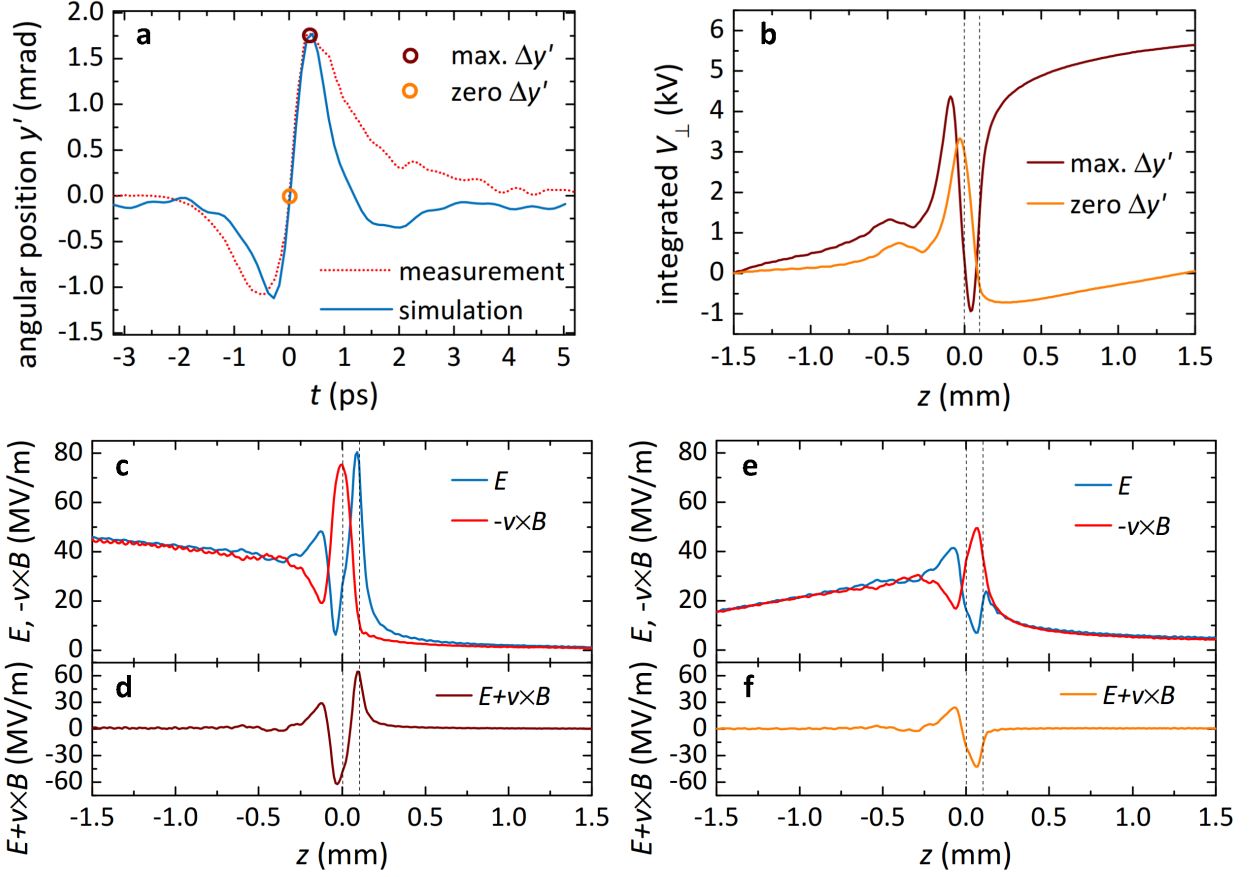 a
angular position y' (mrad)
2.0
1.5
1.0
0.5
0.0
-0.5
-1.0
-1.5
max. Δy'
zero Δy'
measurement
simulation
-3 -2 -1 0 1 2 3 4 5
t (ps)
b
integrated V⊥ (kV)
6
5
4
3
2
1
0
-1
max. Δy'
zero Δy'
-1.5 -1.0 -0.5 0.0 0.5 1.0 1.5
z (mm)
c
E, -v×B (MV/m)
80
60
40
20
0
E
-v×B
d
E+v×B (MV/m)
60
30
0
-30
-60
E+v×B
-1.5 -1.0 -0.5 0.0 0.5 1.0 1.5
z (mm)
e
E, -v×B (MV/m)
80
60
40
20
0
E
-v×B
f
E+v×B (MV/m)
60
30
0
-30
-60
E+v×B
-1.5 -1.0 -0.5 0.0 0.5 1.0 1.5
z (mm)